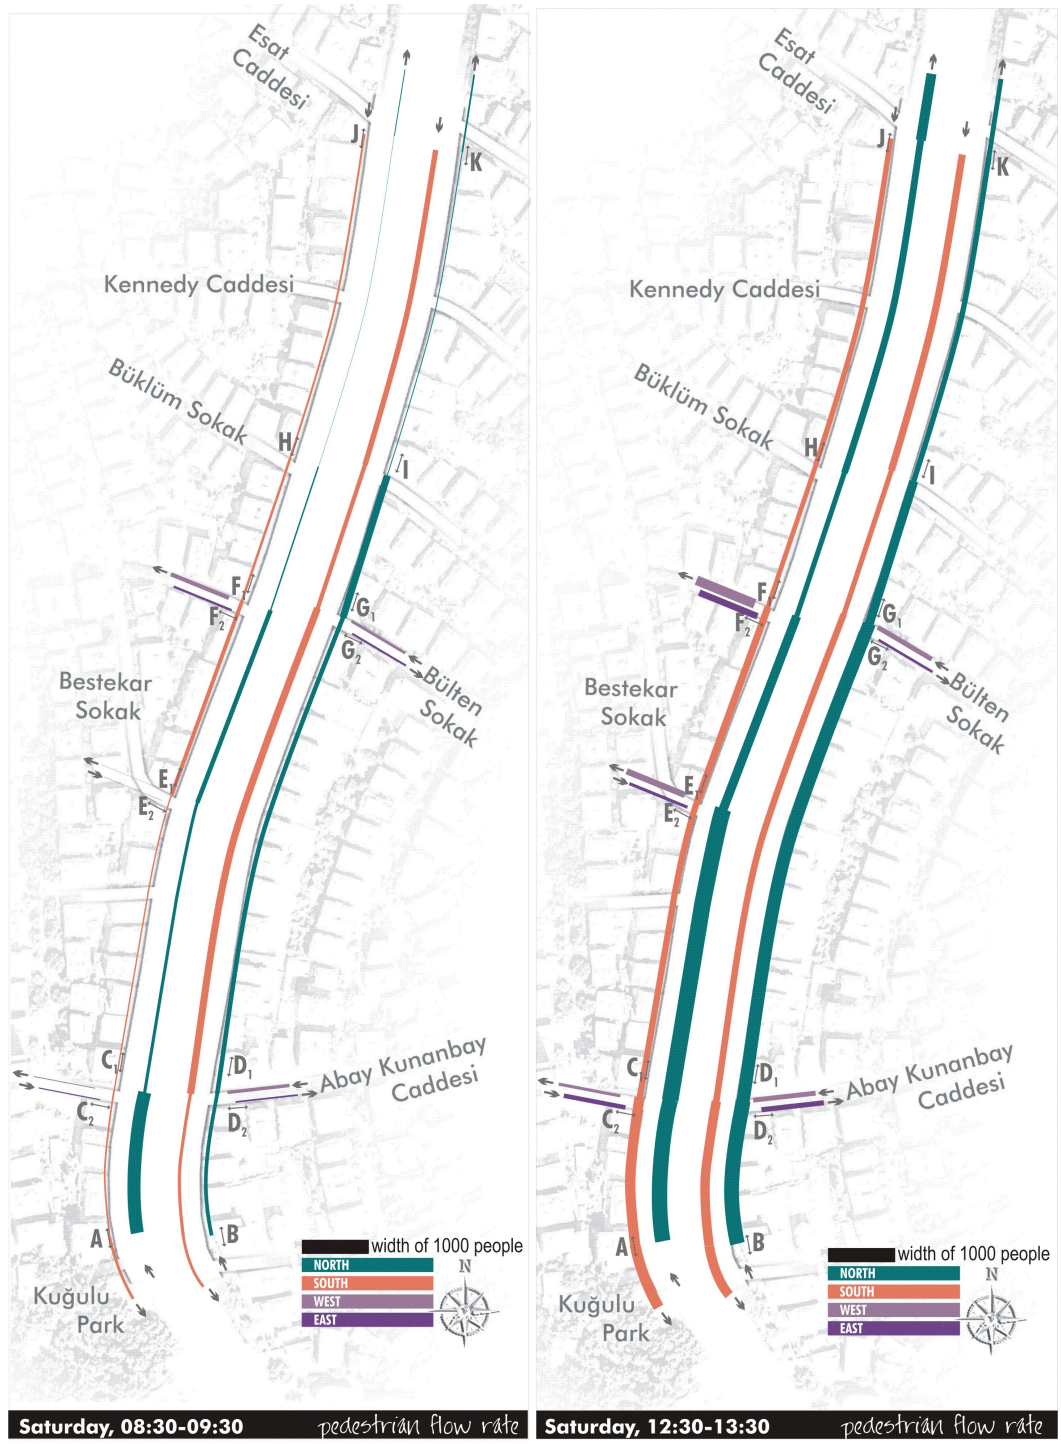 Esat
Caddesi
J
K
Kennedy Caddesi
Büklüm Sokak
H
I
F1
F2
G1
G2
Bülten
Sokak
Bestekar
Sokak
E1
E2
C1
C2
D1
D2
Abay Kunanbay
Caddesi
A
B
Kuğulu
Park
width of 1000 people
NORTH
SOUTH
WEST
EAST
N
Saturday, 08:30-09:30
pedestrian flow rate
Esat
Caddesi
J
K
Kennedy Caddesi
Büklüm Sokak
H
I
F1
F2
G1
G2
Bülten
Sokak
Bestekar
Sokak
E1
E2
C1
C2
D1
D2
Abay Kunanbay
Caddesi
A
B
Kuğulu
Park
width of 1000 people
NORTH
SOUTH
WEST
EAST
N
Saturday, 12:30-13:30
pedestrian flow rate